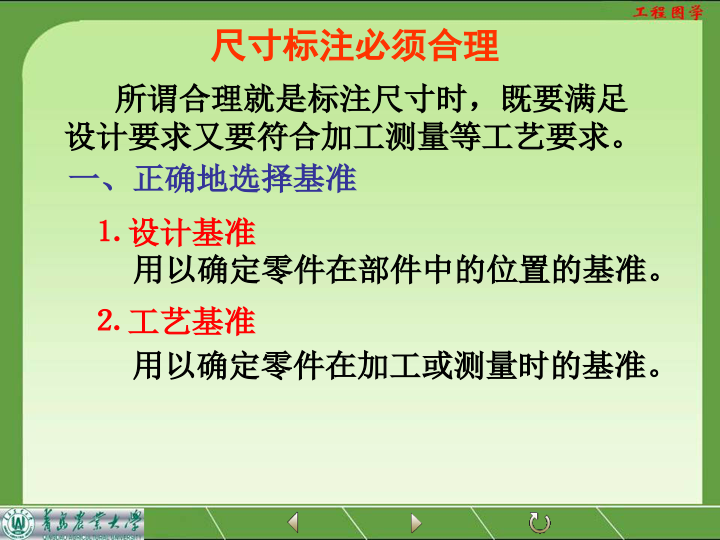 工程图学
尺寸标注必须合理
所谓合理就是标注尺寸时，既要满足
设计要求又要符合加工测量等工艺要求。
一、正确地选择基准
1.设计基准
用以确定零件在部件中的位置的基准。
2.工艺基准
用以确定零件在加工或测量时的基准。
青岛农业大学